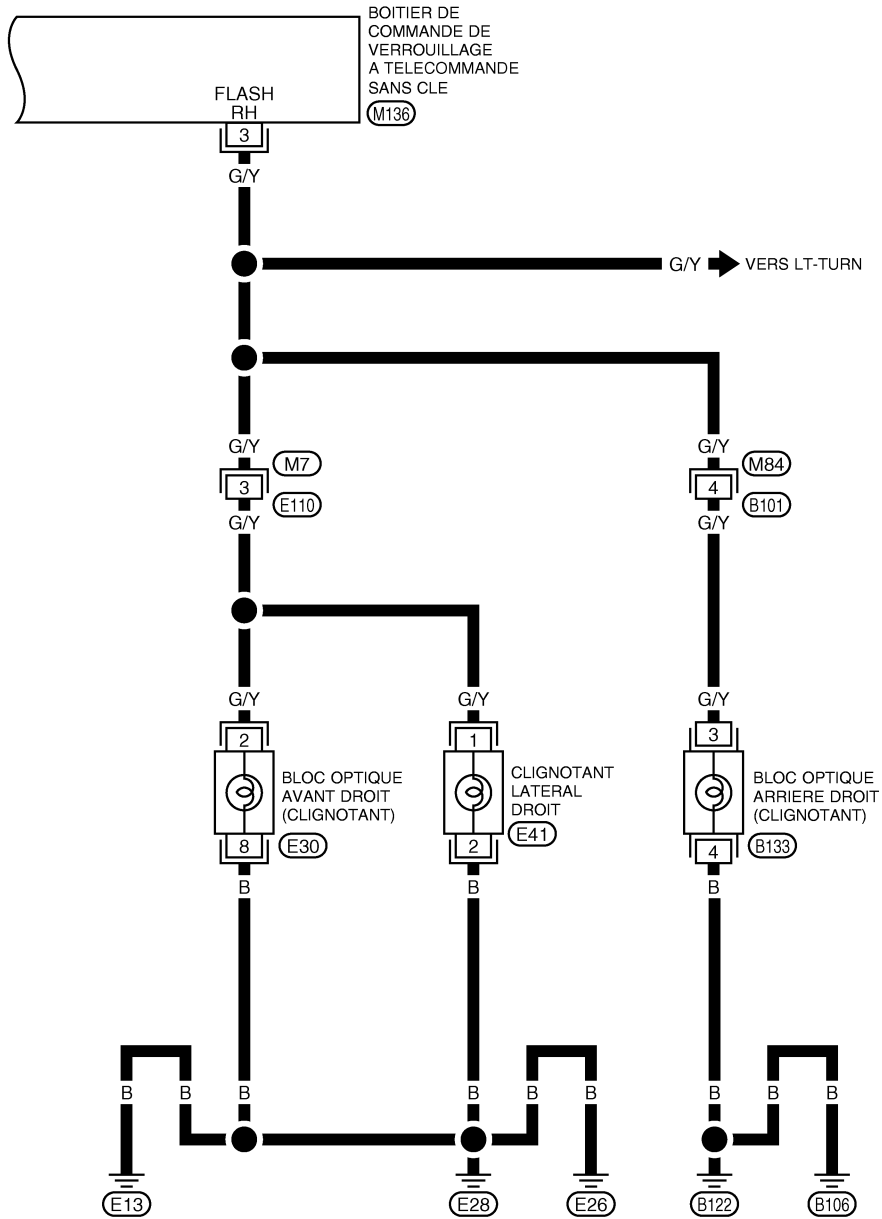 BOITIER DE
COMMANDE DE
VERROUILLAGE
A TELECOMMANDE
SANS CLE
M136
FLASH
RH
3
G/Y
G/Y
VERS LT-TURN
G/Y
M7
G/Y
M84
3
4
E110
B101
G/Y
G/Y
G/Y
G/Y
G/Y
2
1
3
BLOC OPTIQUE
AVANT DROIT
(CLIGNOTANT)
CLIGNOTANT
LATERAL
DROIT
BLOC OPTIQUE
ARRIERE DROIT
(CLIGNOTANT)
8
E30
2
E41
4
B133
B
B
B
B
B
B
B
B
B
B
B
B
E13
E28
E26
B122
B106